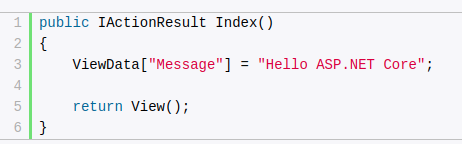 1 public IActionResult Index()
2 {
3     ViewData["Message"] = "Hello ASP.NET Core";
4
5     return View();
6 }